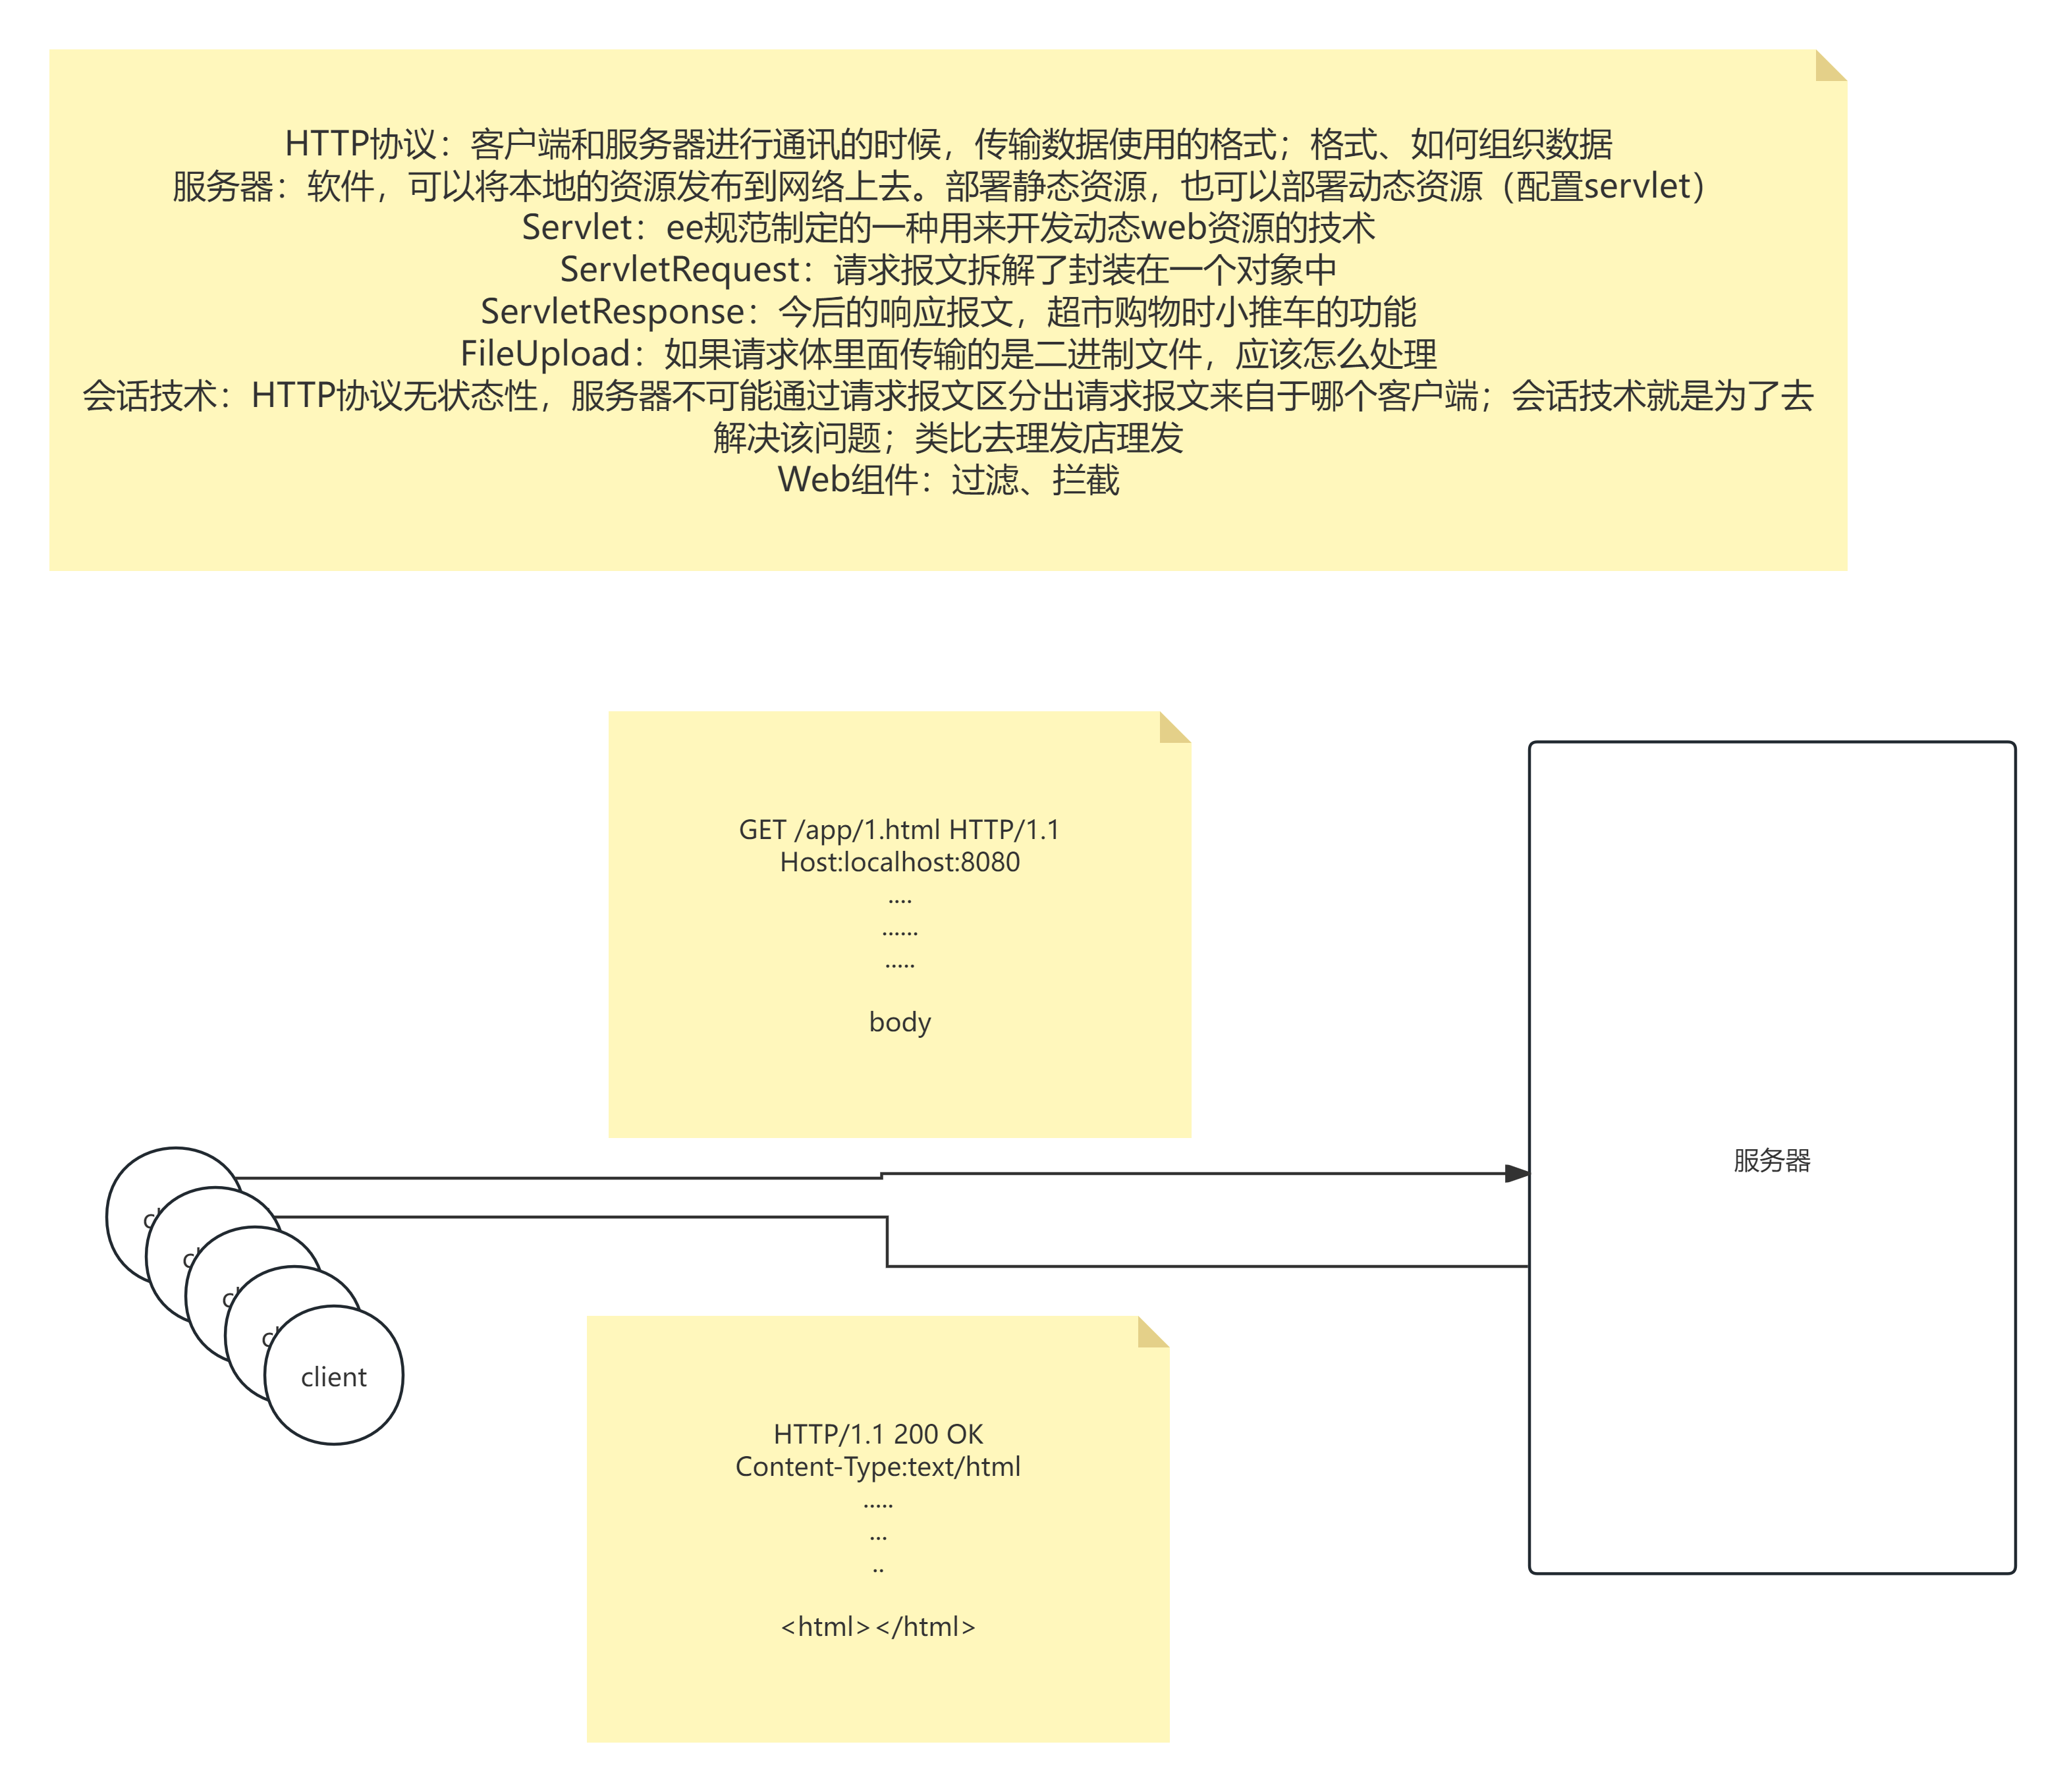 HTTP协议：客户端和服务器进行通讯的时候，传输数据使用的格式；格式、如何组织数据
服务器：软件，可以将本地的资源发布到网络上去。部署静态资源，也可以部署动态资源（配置servlet）
Servlet：ee规范制定的一种用来开发动态web资源的技术
ServletRequest：请求报文拆解了封装在一个对象中
ServletResponse：今后的响应报文，超市购物时小推车的功能
FileUpload：如果请求体里面传输的是二进制文件，应该怎么处理
会话技术：HTTP协议无状态性，服务器不可能通过请求报文区分出请求报文来自于哪个客户端；会话技术就是为了去
解决该问题；类比去理发店理发
Web组件：过滤、拦截
GET /app/1.html HTTP/1.1
Host:localhost:8080
....
......
.....
body
服务器
client
HTTP/1.1 200 OK
Content-Type:text/html
.....
...
..
<html></html>